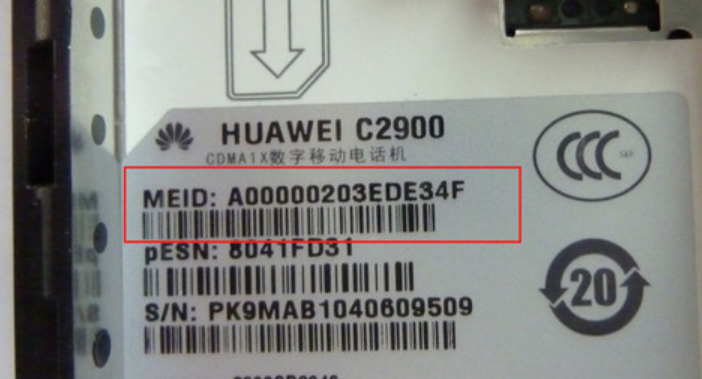 HUAWEI C2900
CDMA1X数字移动电话机
CCC S&E
MEID: A00000203EDE34F
pESN: 8041FD31
S/N: PK9MAB1040609509
20